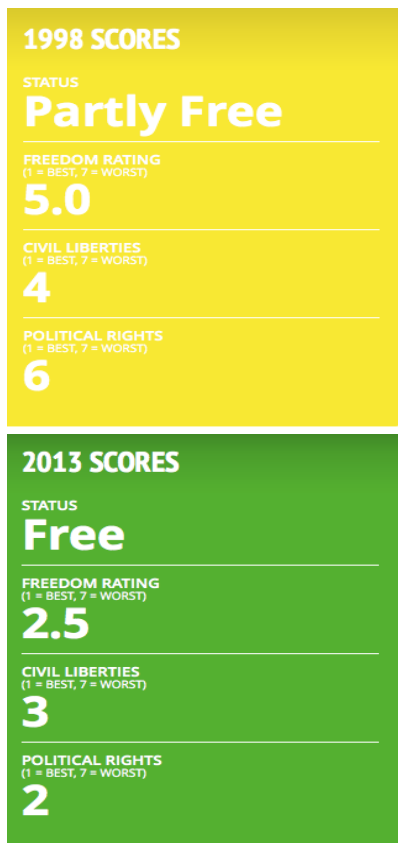 1998 SCORES
STATUS
Partly Free
FREEDOM RATING
(1 = BEST, 7 = WORST)
5.0
CIVIL LIBERTIES
(1 = BEST, 7 = WORST)
4
POLITICAL RIGHTS
(1 = BEST, 7 = WORST)
6
2013 SCORES
STATUS
Free
FREEDOM RATING
(1 = BEST, 7 = WORST)
2.5
CIVIL LIBERTIES
(1 = BEST, 7 = WORST)
3
POLITICAL RIGHTS
(1 = BEST, 7 = WORST)
2